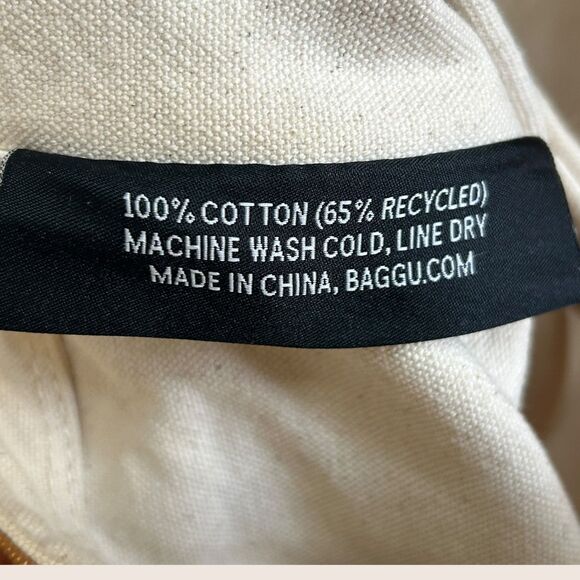 100% COTTON (65% RECYCLED)
MACHINE WASH COLD, LINE DRY
MADE IN CHINA, BAGGU.COM